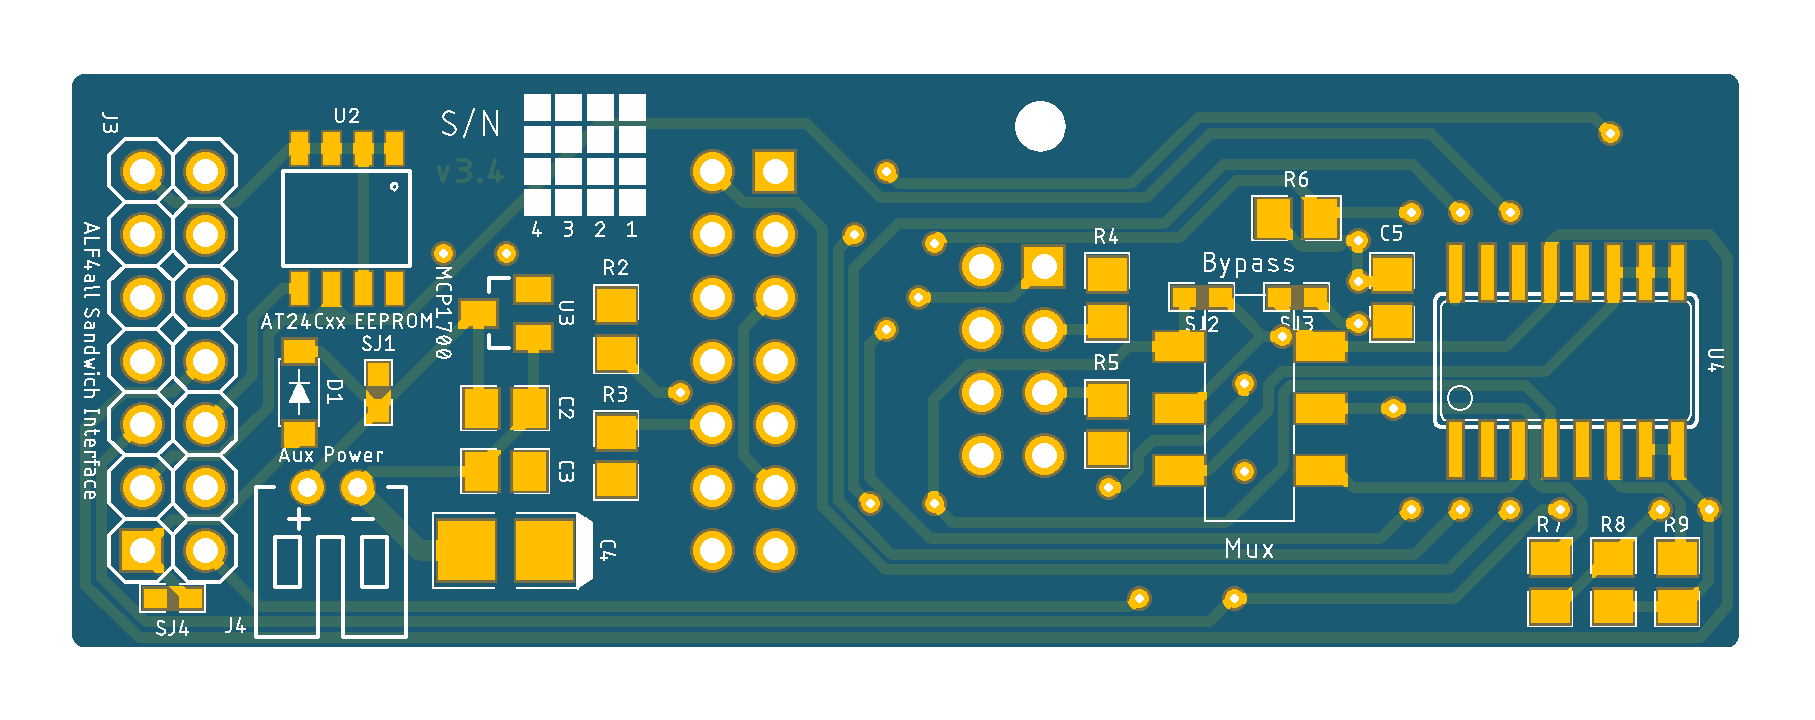 J3
U2
S/N
v3.4
4 3 2 1
R6
C5
R4
Bypass
R2
ALF4all Sandwich Interface
MCP1700
U3
AT24Cxx EEPROM
SJ1
SJ2
SJ3
U4
R5
D1
R3
C2
Aux Power
C3
+ −
C4
R7
R8
R9
Mux
SJ4
J4